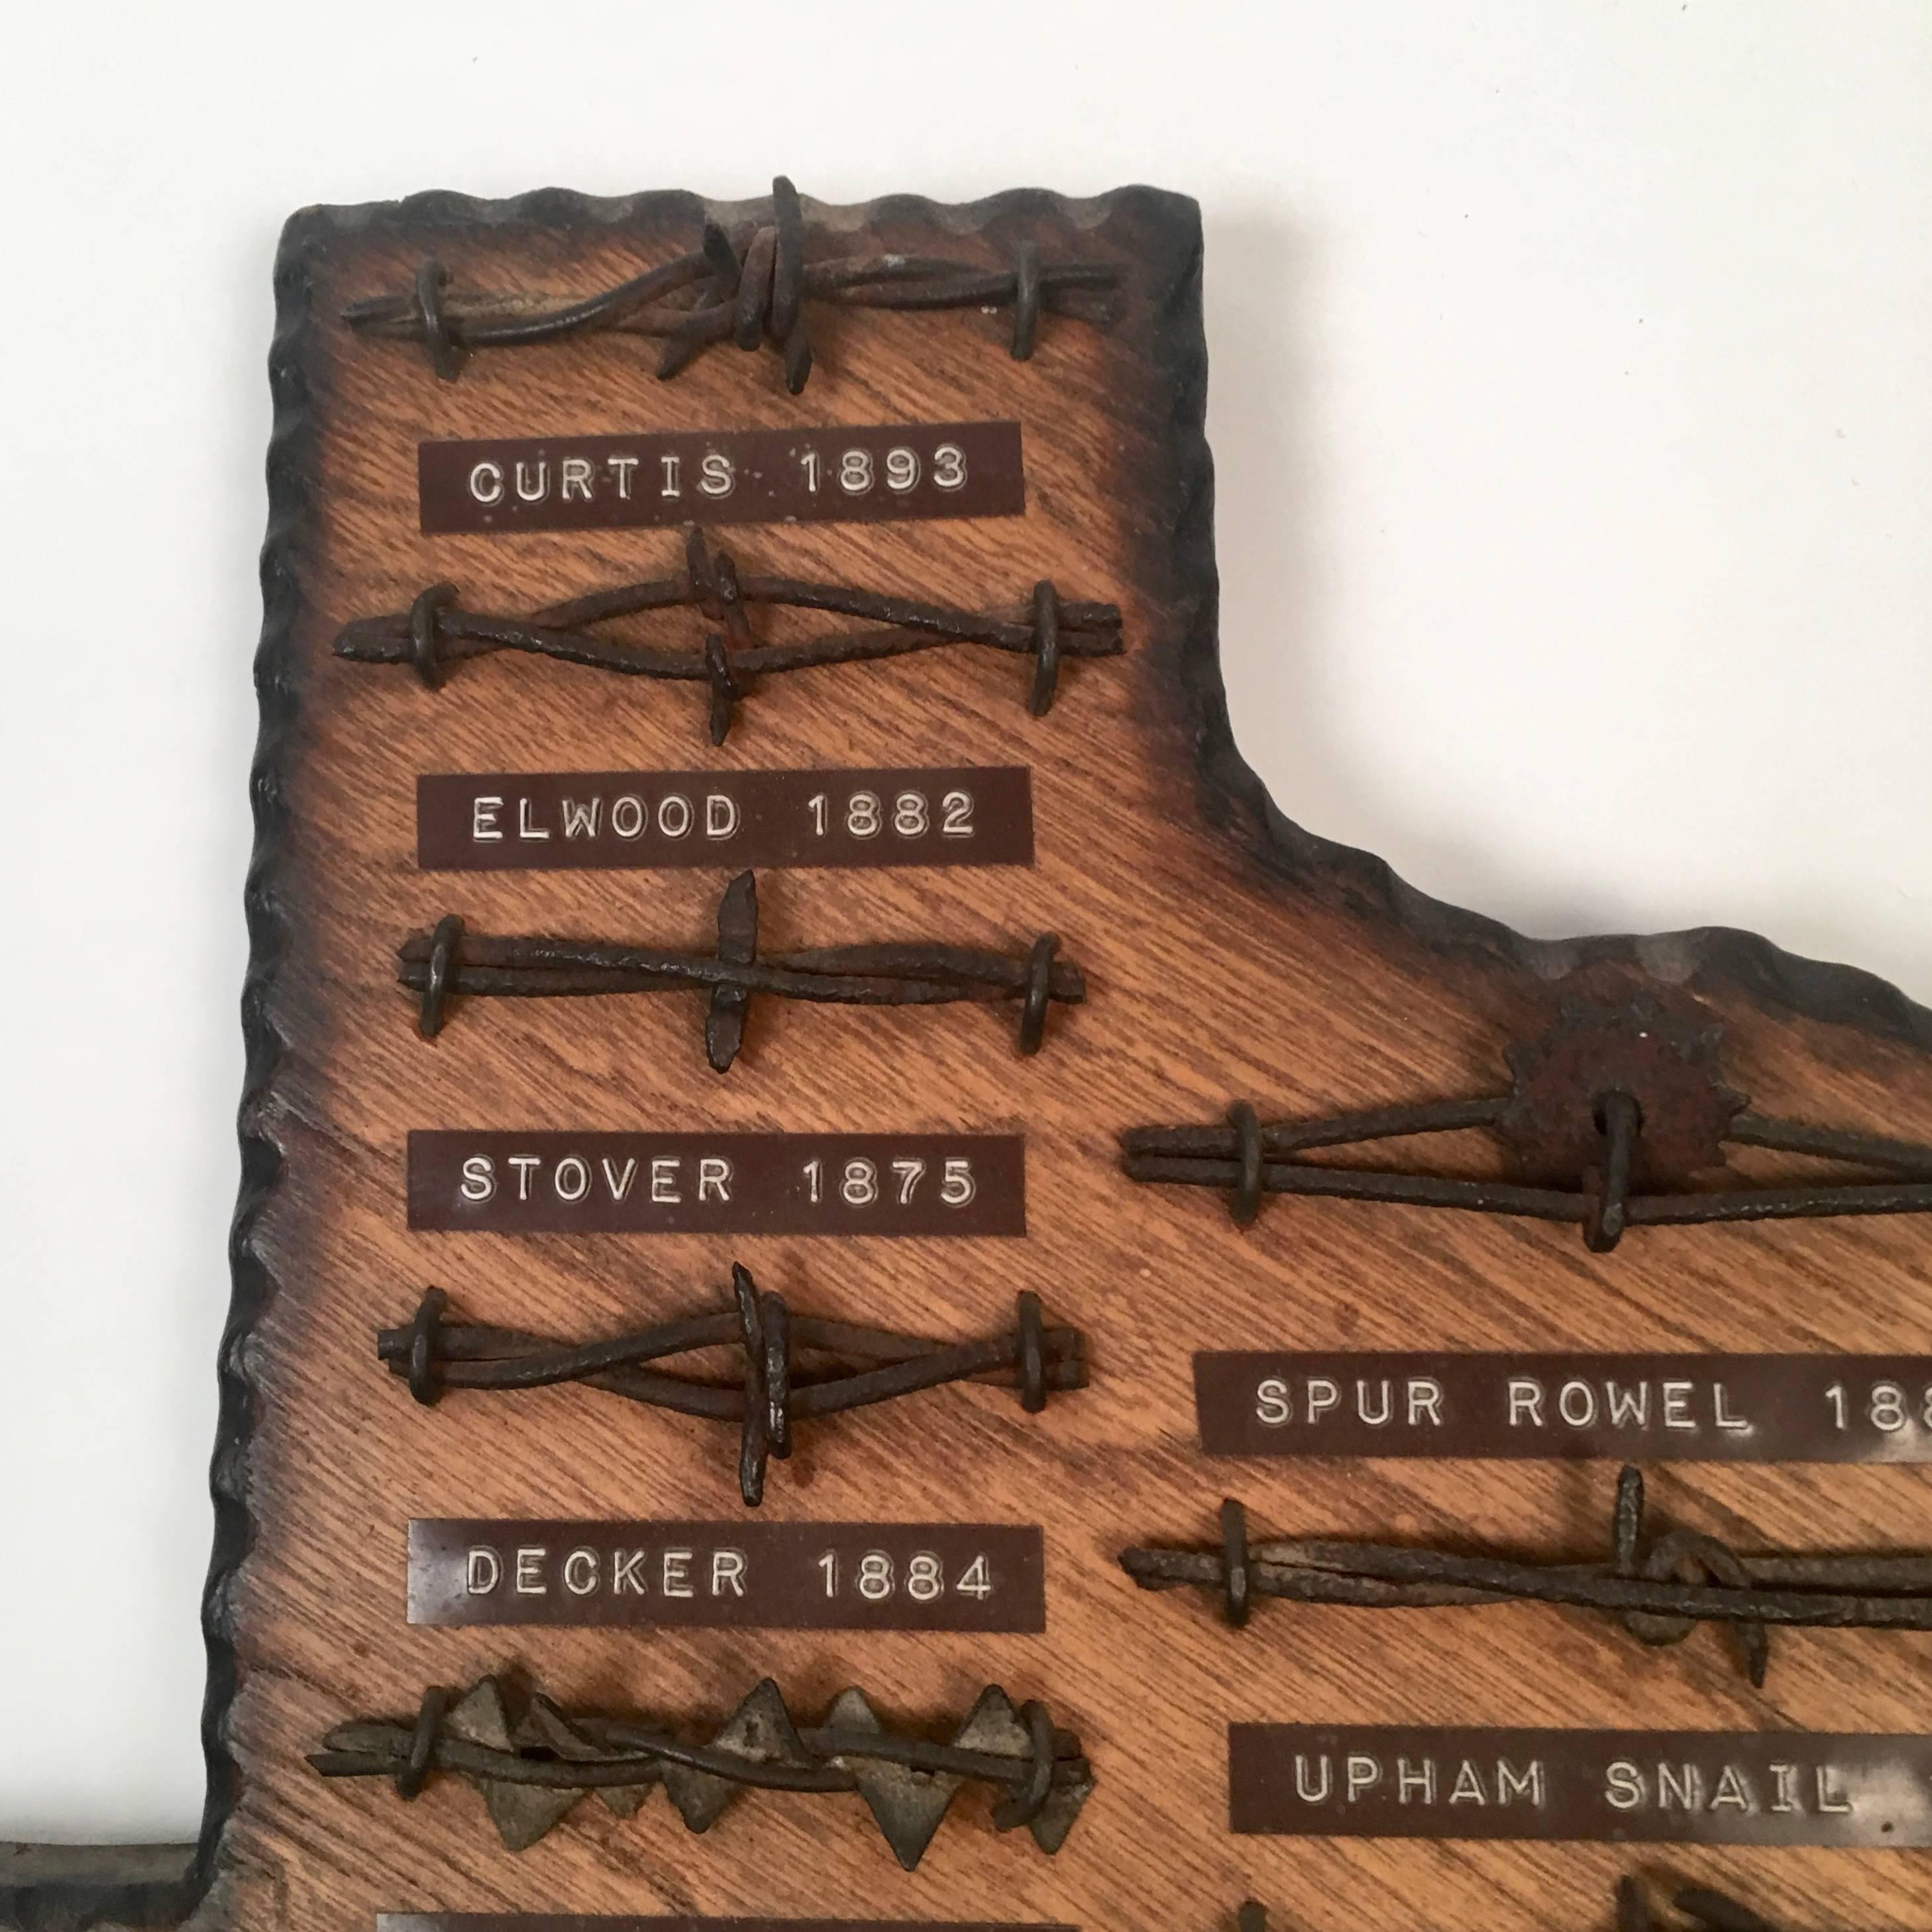 CURTIS 1893
ELWOOD 1882
STOVER 1875
DECKER 1884
SPUR ROWEL
UPHAM SNAIL